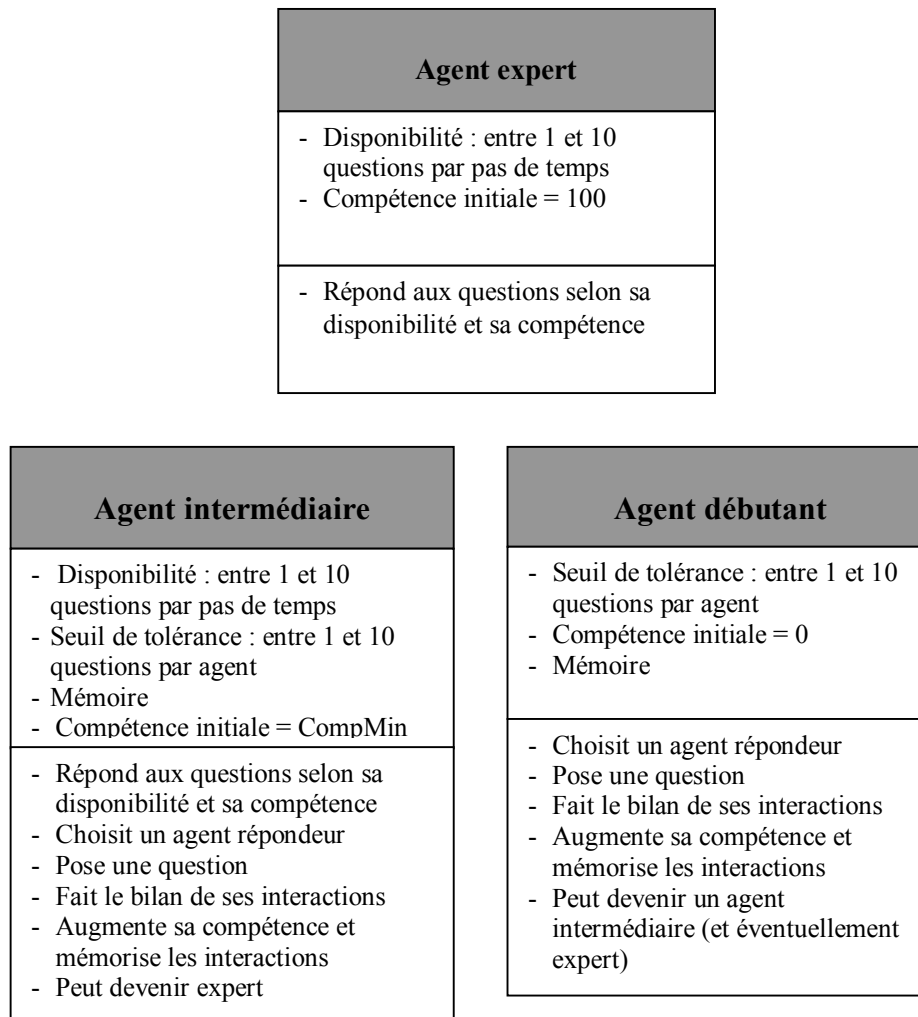 Agent expert
- Disponibilité : entre 1 et 10
questions par pas de temps
- Compétence initiale = 100
- Répond aux questions selon sa
disponibilité et sa compétence
Agent intermédiaire
- Disponibilité : entre 1 et 10
questions par pas de temps
- Seuil de tolérance : entre 1 et 10
questions par agent
- Mémoire
- Compétence initiale = CompMin
- Répond aux questions selon sa
disponibilité et sa compétence
- Choisit un agent répondeur
- Pose une question
- Fait le bilan de ses interactions
- Augmente sa compétence et
mémorise les interactions
- Peut devenir expert
Agent débutant
- Seuil de tolérance : entre 1 et 10
questions par agent
- Compétence initiale = 0
- Mémoire
- Choisit un agent répondeur
- Pose une question
- Fait le bilan de ses interactions
- Augmente sa compétence et
mémorise les interactions
- Peut devenir un agent
intermédiaire (et éventuellement
expert)